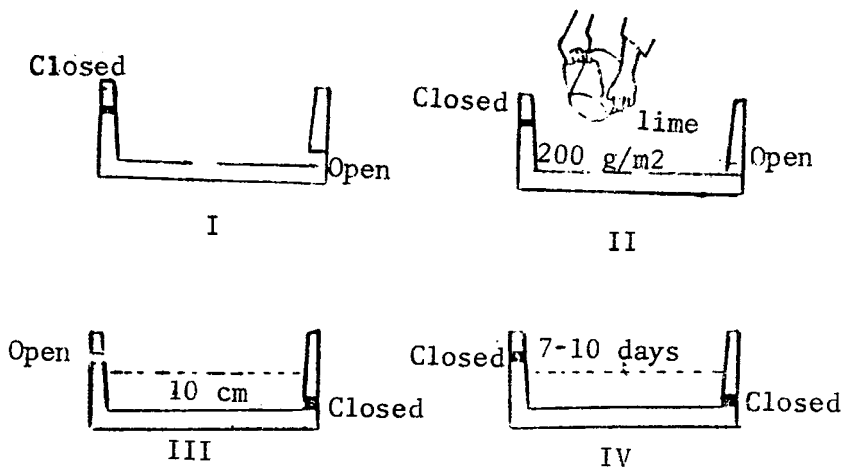 Closed
Open
I
Closed
lime
200 g/m2
Open
II
Open
10 cm
Closed
III
Closed
7-10 days
Closed
IV